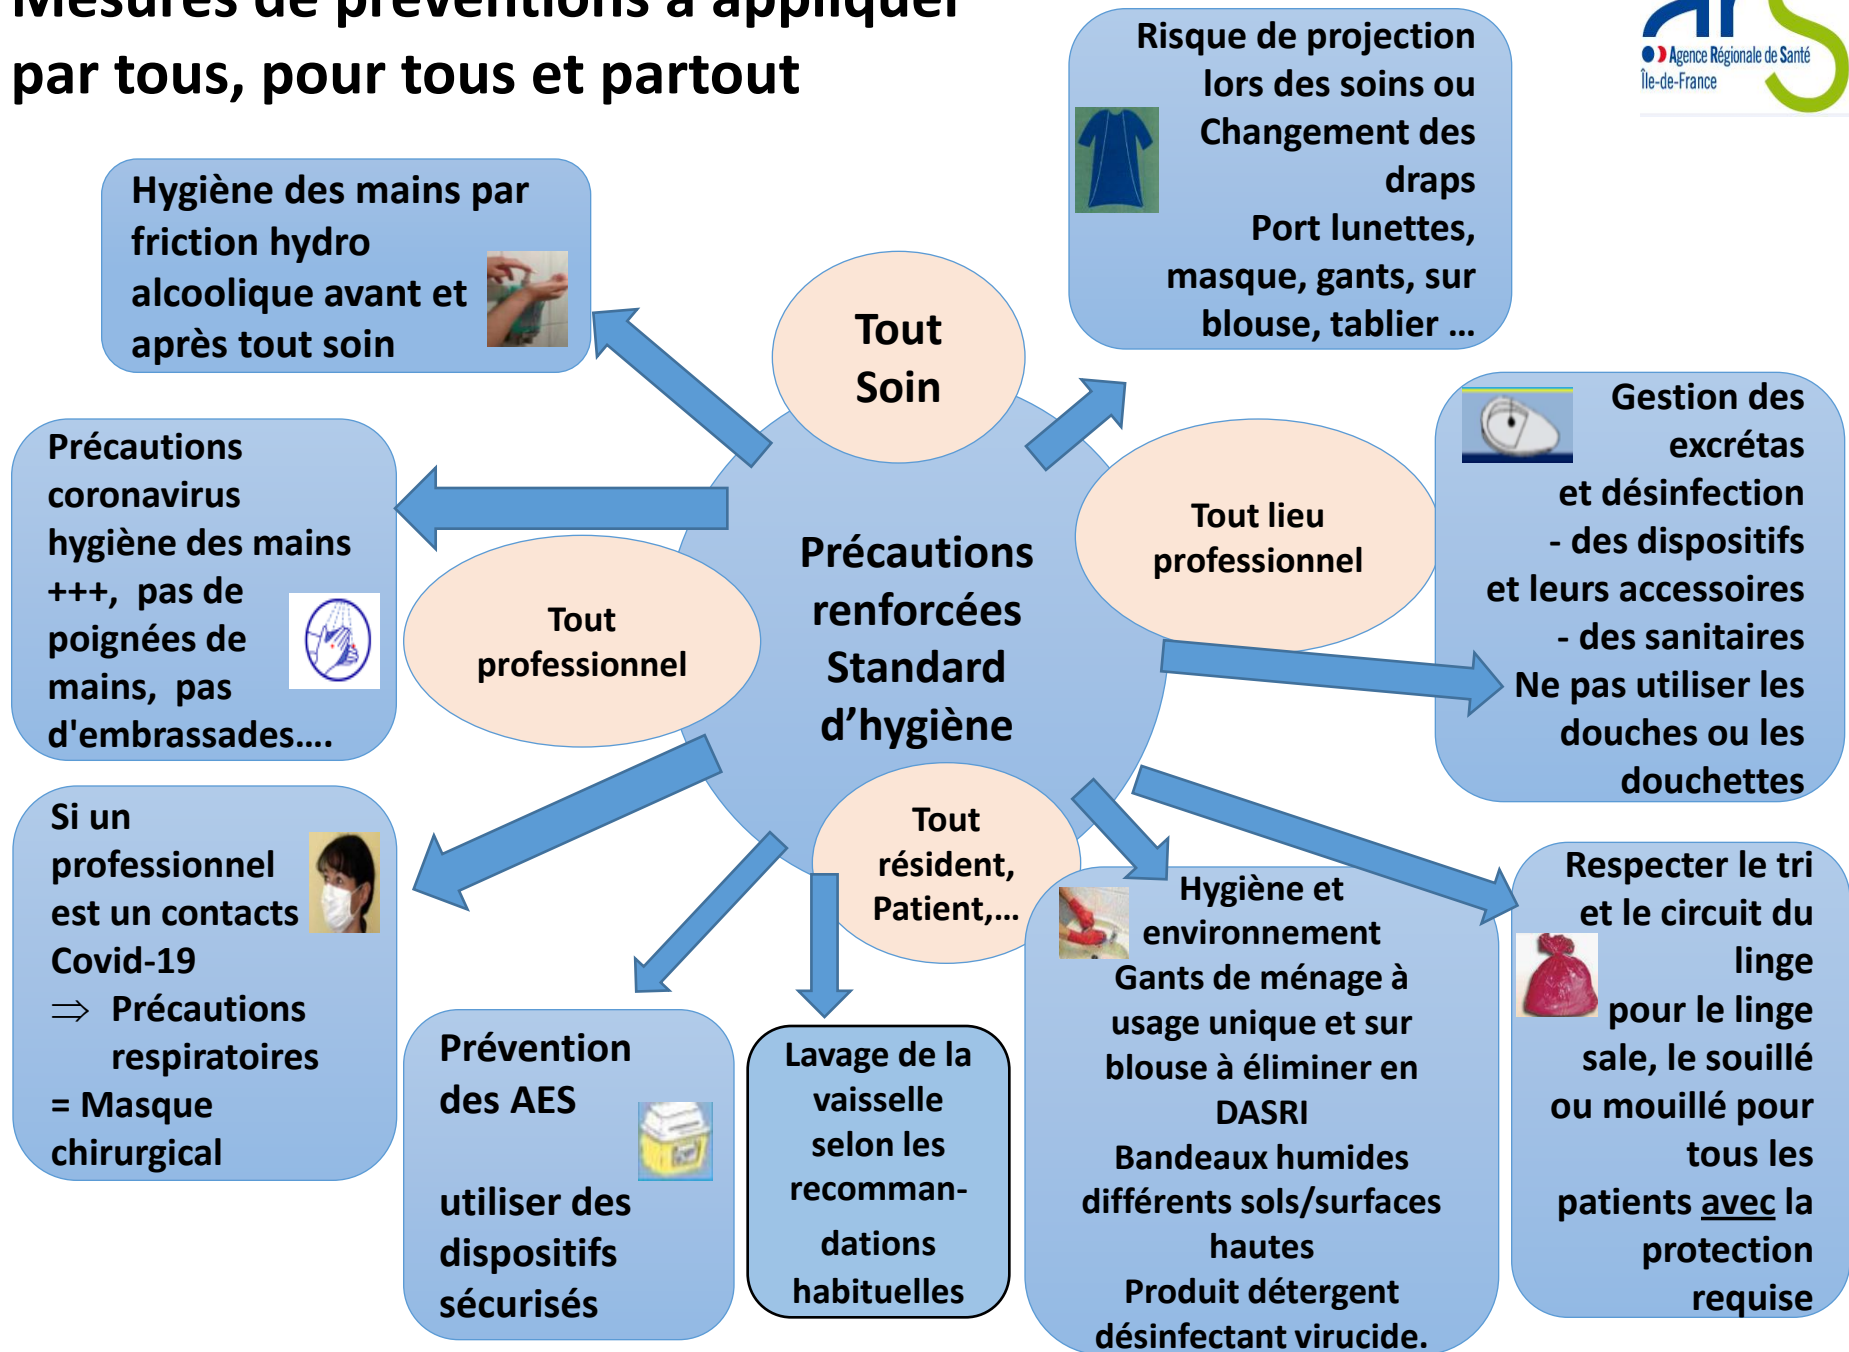 Mesures de préventions à appliquer
par tous, pour tous et partout
ars
Agence Régionale de Santé
Île-de-France
Risque de projection
lors des soins ou
Changement des
draps
Port lunettes,
masque, gants, sur
blouse, tablier ...
Hygiène des mains par
friction hydro
alcoolique avant et
après tout soin
Tout
Soin
Précautions
coronavirus
hygiène des mains
+++, pas de
poignées de
mains, pas
d'embrassades....
Tout
professionnel
Précautions
renforcées
Standard
d’hygiène
Tout lieu
professionnel
Gestion des
excrétas
et désinfection
- des dispositifs
et leurs accessoires
- des sanitaires
Ne pas utiliser les
douches ou les
douchettes
Si un
professionnel
est un contacts
Covid-19
⇒ Précautions
respiratoires
= Masque
chirurgical
Tout
résident,
Patient,...
Prévention
des AES
utiliser des
dispositifs
sécurisés
Lavage de la
vaisselle
selon les
recomman-
dations
habituelles
Hygiène et
environnement
Gants de ménage à
usage unique et sur
blouse à éliminer en
DASRI
Bandeaux humides
différents sols/surfaces
hautes
Produit détergent
désinfectant virucide.
Respecter le tri
et le circuit du
linge
pour le linge
sale, le souillé
ou mouillé pour
tous les
patients avec la
protection
requise